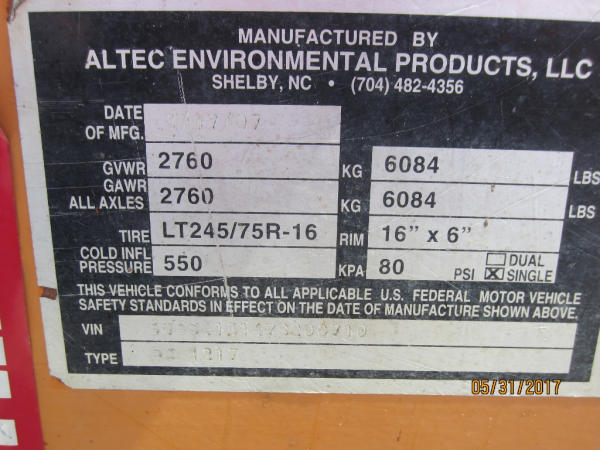 MANUFACTURED BY
ALTEC ENVIRONMENTAL PRODUCTS, LLC
SHELBY, NC • (704) 482-4356
DATE OF MFG.
GVWR 2760 KG 6084 LBS
GAWR ALL AXLES 2760 KG 6084 LBS
TIRE LT245/75R-16 RIM 16" x 6"
COLD INFL PRESSURE 550 KPA 80 PSI DUAL SINGLE
THIS VEHICLE CONFORMS TO ALL APPLICABLE U.S. FEDERAL MOTOR VEHICLE
SAFETY STANDARDS IN EFFECT ON THE DATE OF MANUFACTURE SHOWN ABOVE.
VIN
TYPE 1217
05/31/2017